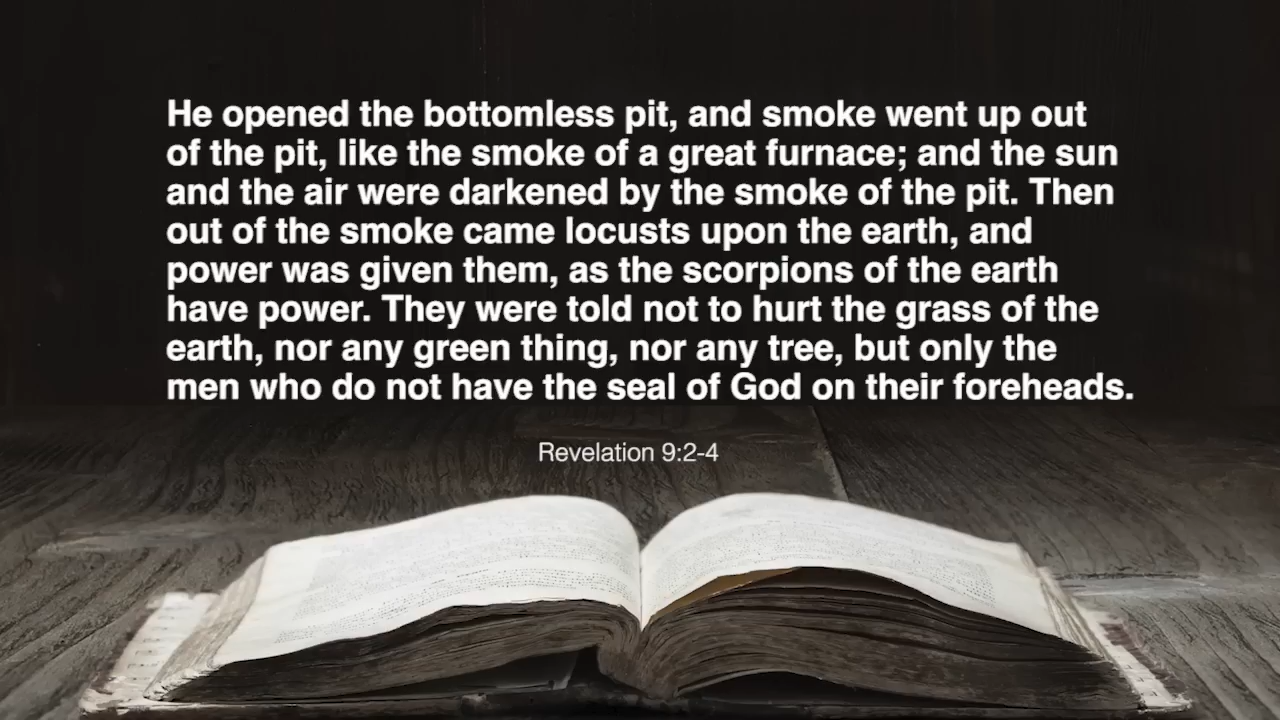 He opened the bottomless pit, and smoke went up out
of the pit, like the smoke of a great furnace; and the sun
and the air were darkened by the smoke of the pit. Then
out of the smoke came locusts upon the earth, and
power was given them, as the scorpions of the earth
have power. They were told not to hurt the grass of the
earth, nor any green thing, nor any tree, but only the
men who do not have the seal of God on their foreheads.
Revelation 9:2-4